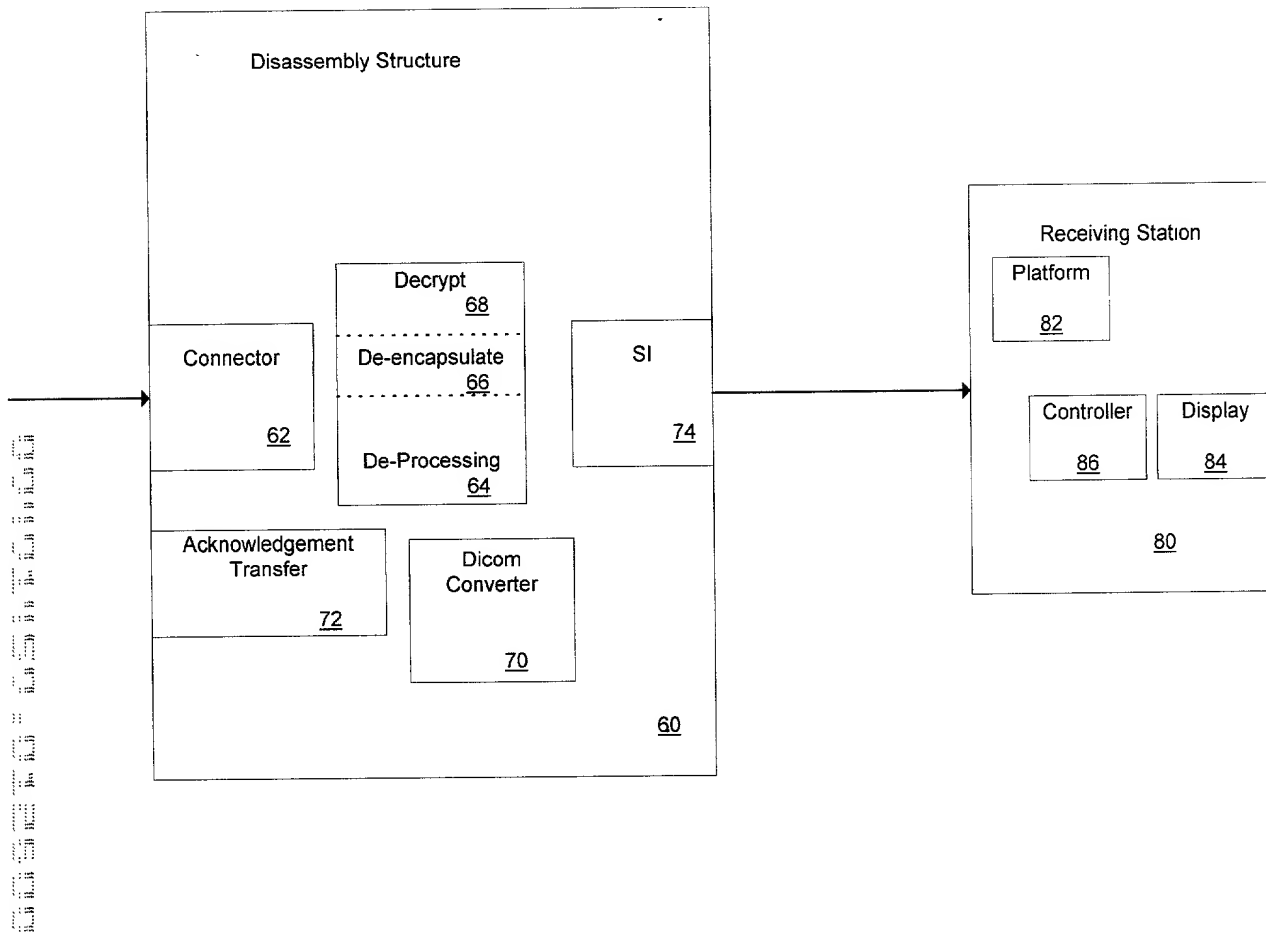 Disassembly Structure
Decrypt
68
De-encapsulate
66
De-Processing
64
Connector
62
SI
74
Acknowledgement
Transfer
72
Dicom
Converter
70
60
Receiving Station
Platform
82
Controller
86
Display
84
80